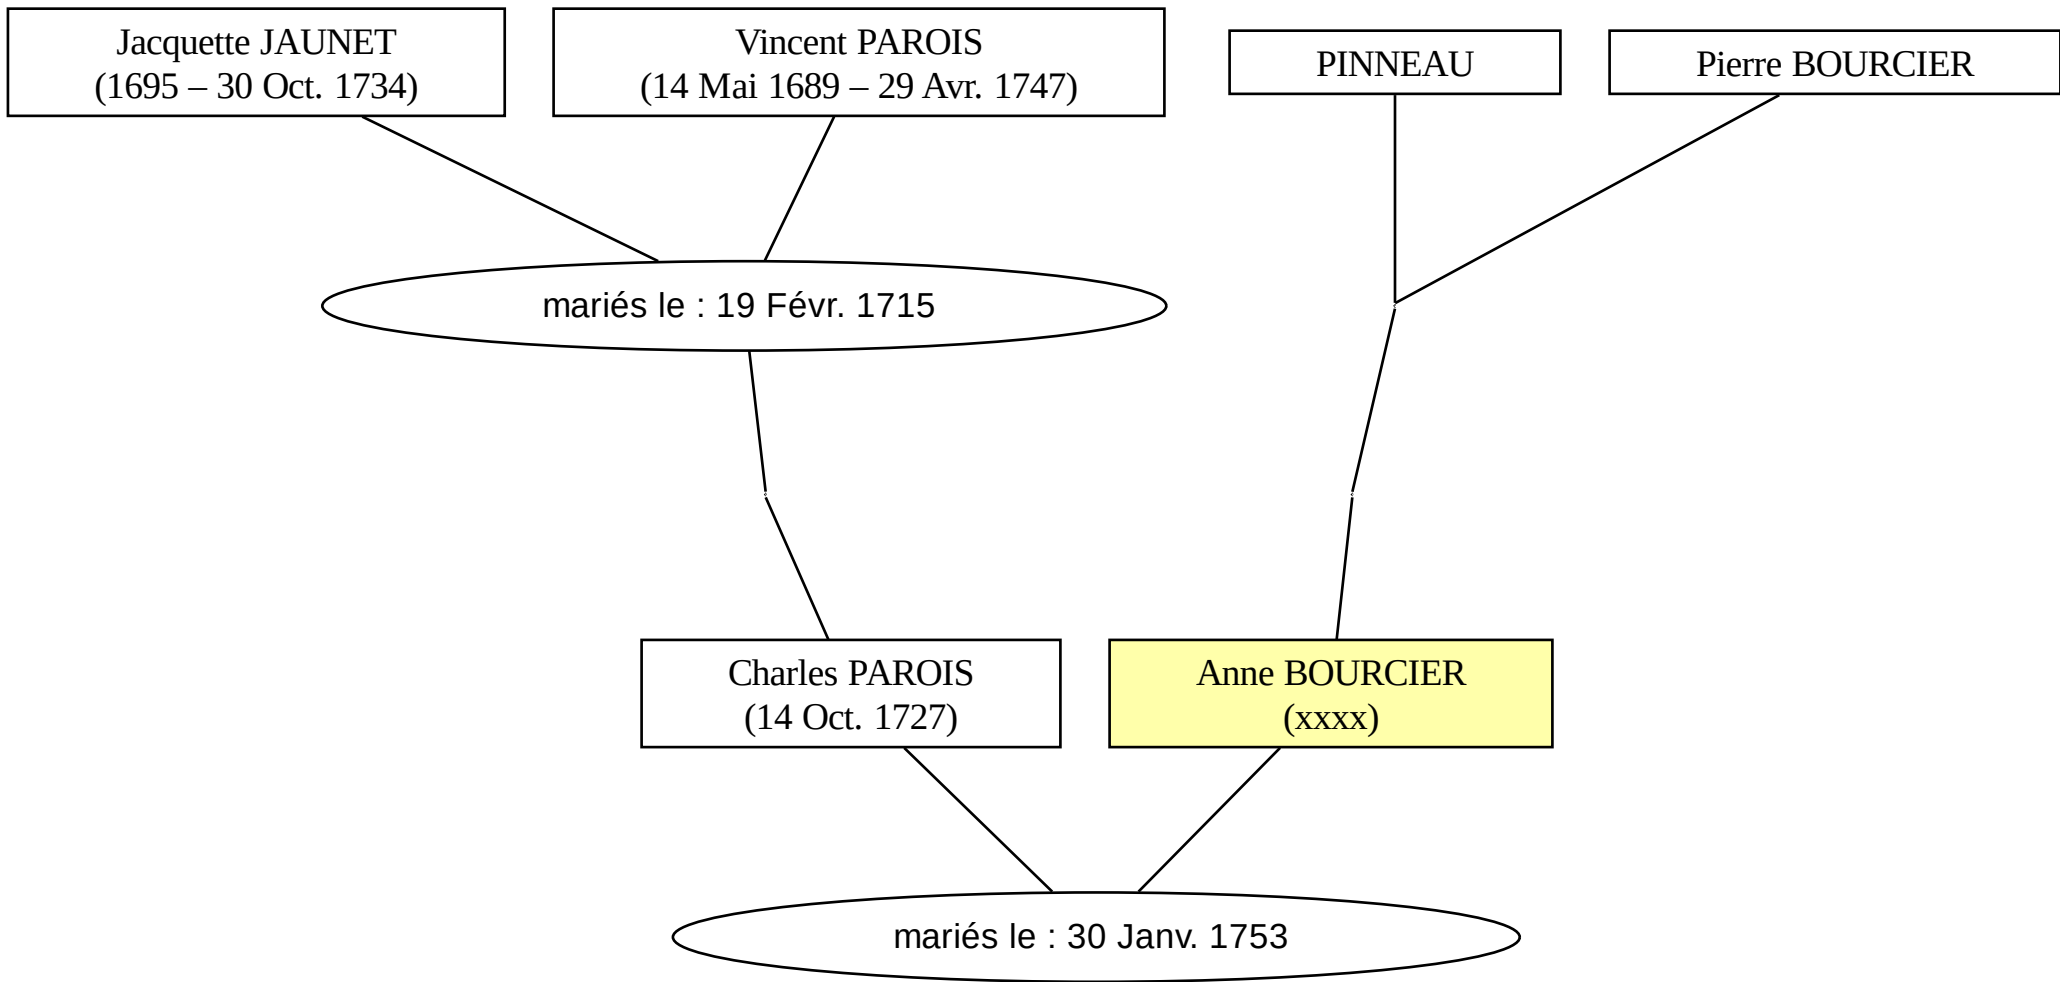 Jacquette JAUNET
(1695 – 30 Oct. 1734)
Vincent PAROIS
(14 Mai 1689 – 29 Avr. 1747)
PINNEAU
Pierre BOURCIER
mariés le : 19 Févr. 1715
Charles PAROIS
(14 Oct. 1727)
Anne BOURCIER
(xxxx)
mariés le : 30 Janv. 1753